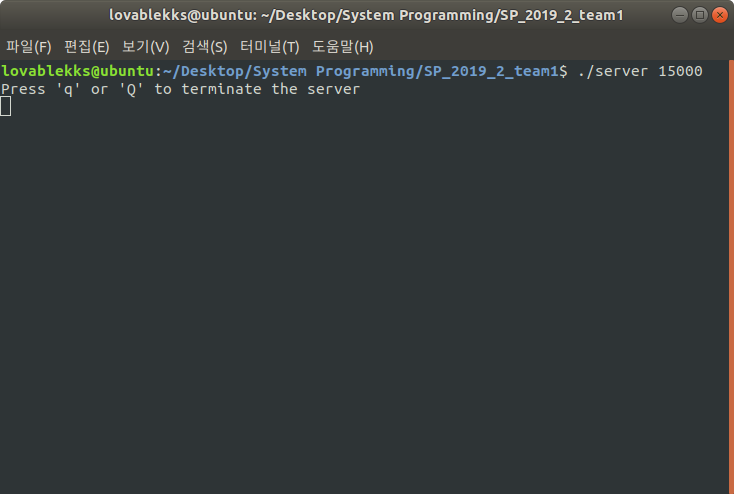 lovablekks@ubuntu: ~/Desktop/System Programming/SP_2019_2_team1
파일(F) 편집(E) 보기(V) 검색(S) 터미널(T) 도움말(H)
lovablekks@ubuntu:~/Desktop/System Programming/SP_2019_2_team1$ ./server 15000
Press 'q' or 'Q' to terminate the server